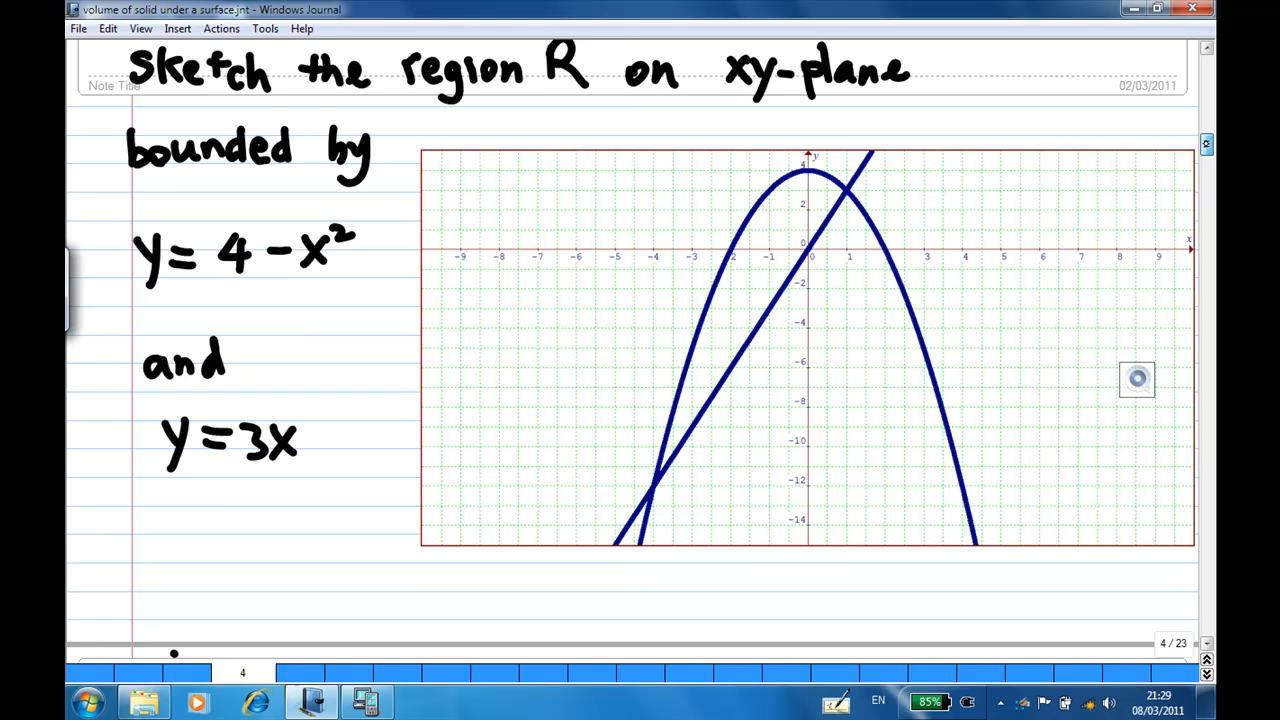 volume of solid under a surface.jnt - Windows Journal
File Edit View Insert Actions Tools Help
Sketch the region R on xy-plane
Note Title 02/03/2011
bounded by
y = 4 - x²
and
y = 3x
y
4
2
0
x
-9 -7 -6 -5 -4 -3 -2 -1 0 1 3 4 5 6 7 8 9
-2
-4
-6
-8
-10
-12
-14
4 / 23
4
EN 85% 21:29
08/03/2011